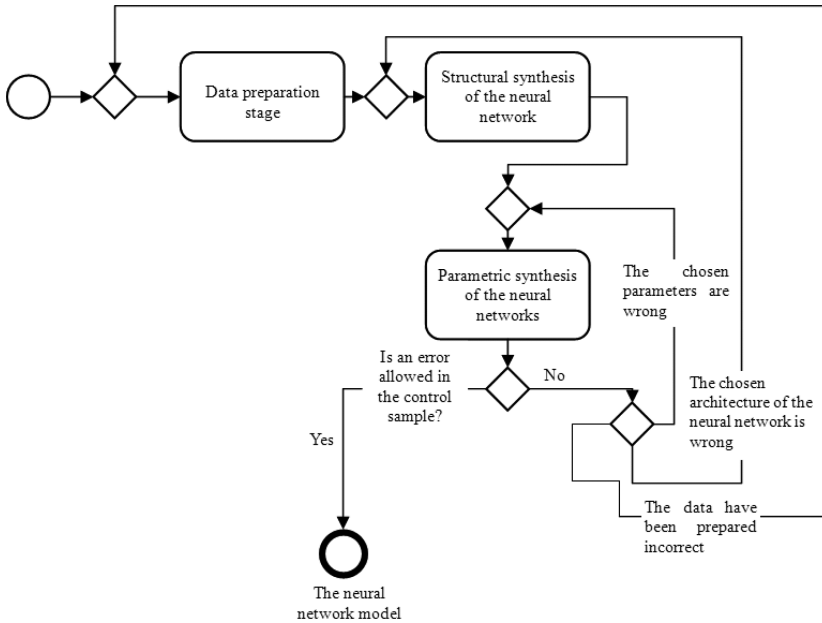 Data preparation
stage
Structural synthesis
of the neural
network
Parametric synthesis
of the neural
networks
The chosen
parameters are
wrong
Is an error
allowed in
the control
sample?
No
Yes
The chosen
architecture of the
neural network is
wrong
The data have
been prepared
incorrect
The neural
network model